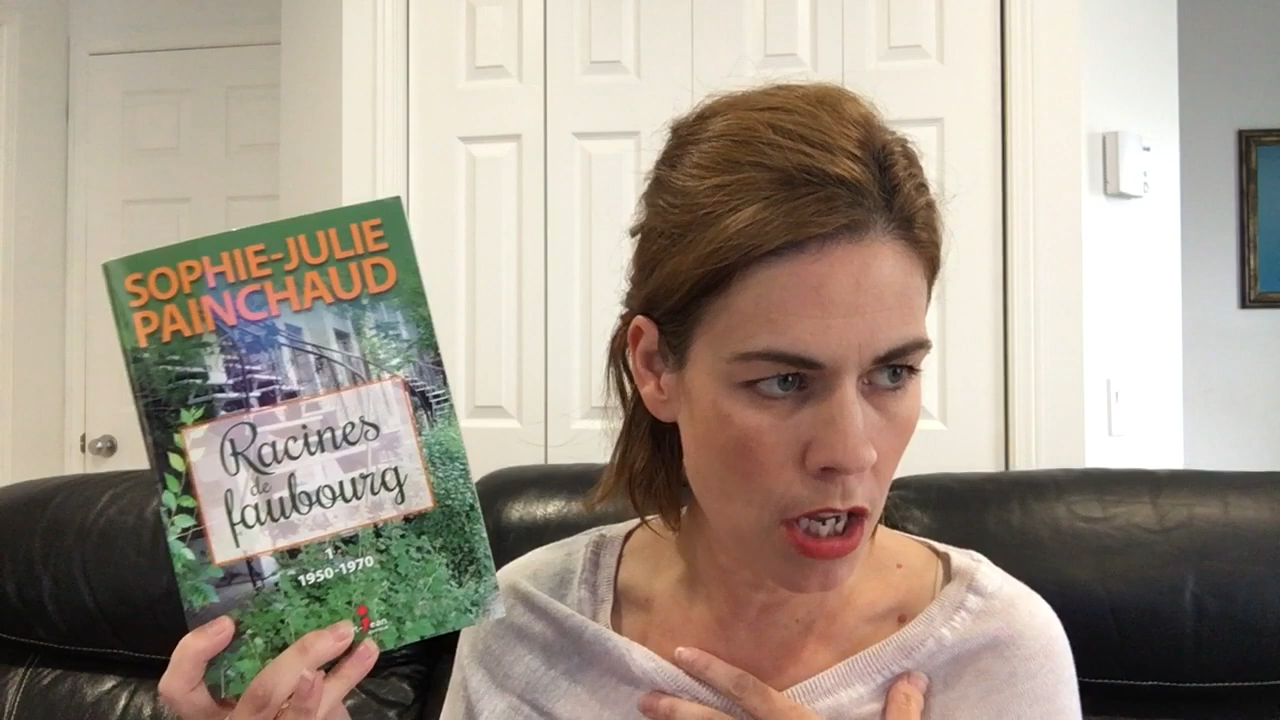 SOPHIE-JULIE
PAINCHAUD
Racines
de
faubourg
1-
1950-1970